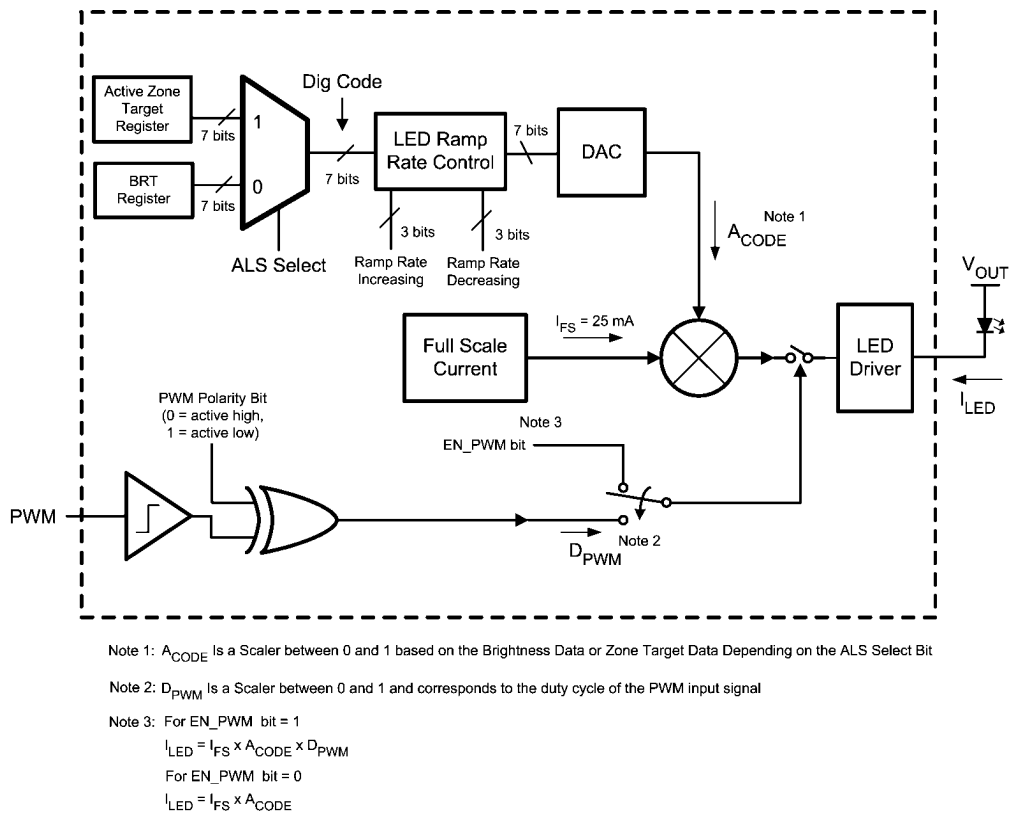 Active Zone
Target
Register
7 bits
1
BRT
Register
7 bits
0
ALS Select
Dig Code
7 bits
LED Ramp
Rate Control
3 bits
3 bits
Ramp Rate
Increasing
Ramp Rate
Decreasing
7 bits
DAC
Note 1
ACODE
VOUT
Full Scale
Current
IFS = 25 mA
LED
Driver
ILED
PWM Polarity Bit
(0 = active high,
1 = active low)
Note 3
EN_PWM bit
PWM
DPWM
Note 2
Note 1: ACODE Is a Scaler between 0 and 1 based on the Brightness Data or Zone Target Data Depending on the ALS Select Bit
Note 2: DPWM Is a Scaler between 0 and 1 and corresponds to the duty cycle of the PWM input signal
Note 3: For EN_PWM bit = 1
ILED = IFS x ACODE x DPWM
For EN_PWM bit = 0
ILED = IFS x ACODE